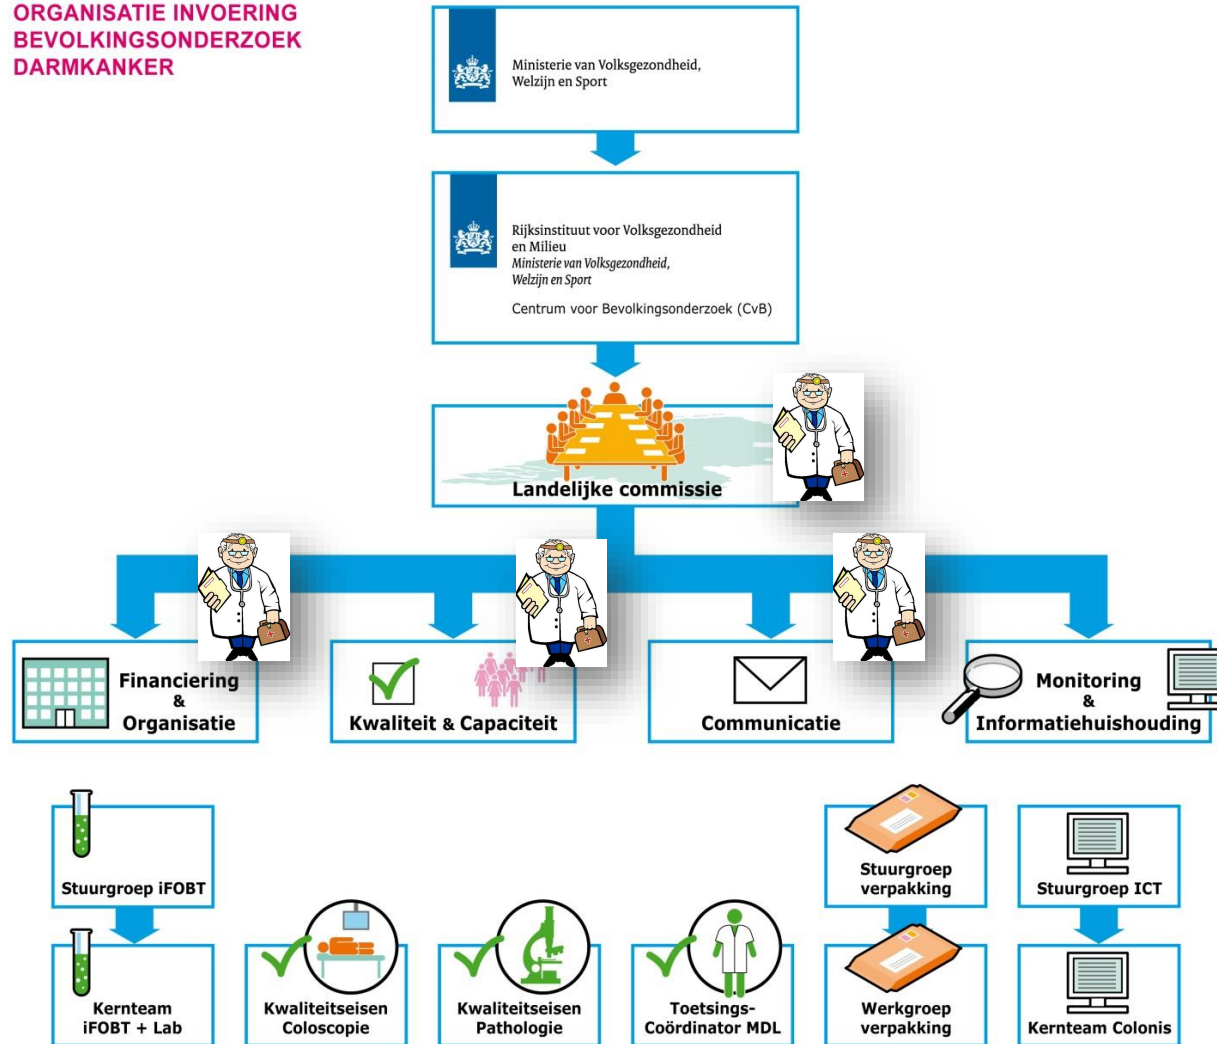 ORGANISATIE INVOERING
BEVOLKINGSONDERZOEK
DARMKANKER
Ministerie van Volksgezondheid,
Welzijn en Sport
Rijksinstituut voor Volksgezondheid
en Milieu
Ministerie van Volksgezondheid,
Welzijn en Sport
Centrum voor Bevolkingsonderzoek (CvB)
Landelijke commissie
Financiering
&
Organisatie
Kwaliteit & Capaciteit
Communicatie
Monitoring
&
Informatiehuishouding
Stuurgroep iFOBT
Stuurgroep
verpakking
Stuurgroep ICT
Kernteam
iFOBT + Lab
Kwaliteitseisen
Coloscopie
Kwaliteitseisen
Pathologie
Toetsings-
Coördinator MDL
Werkgroep
verpakking
Kernteam Colonis